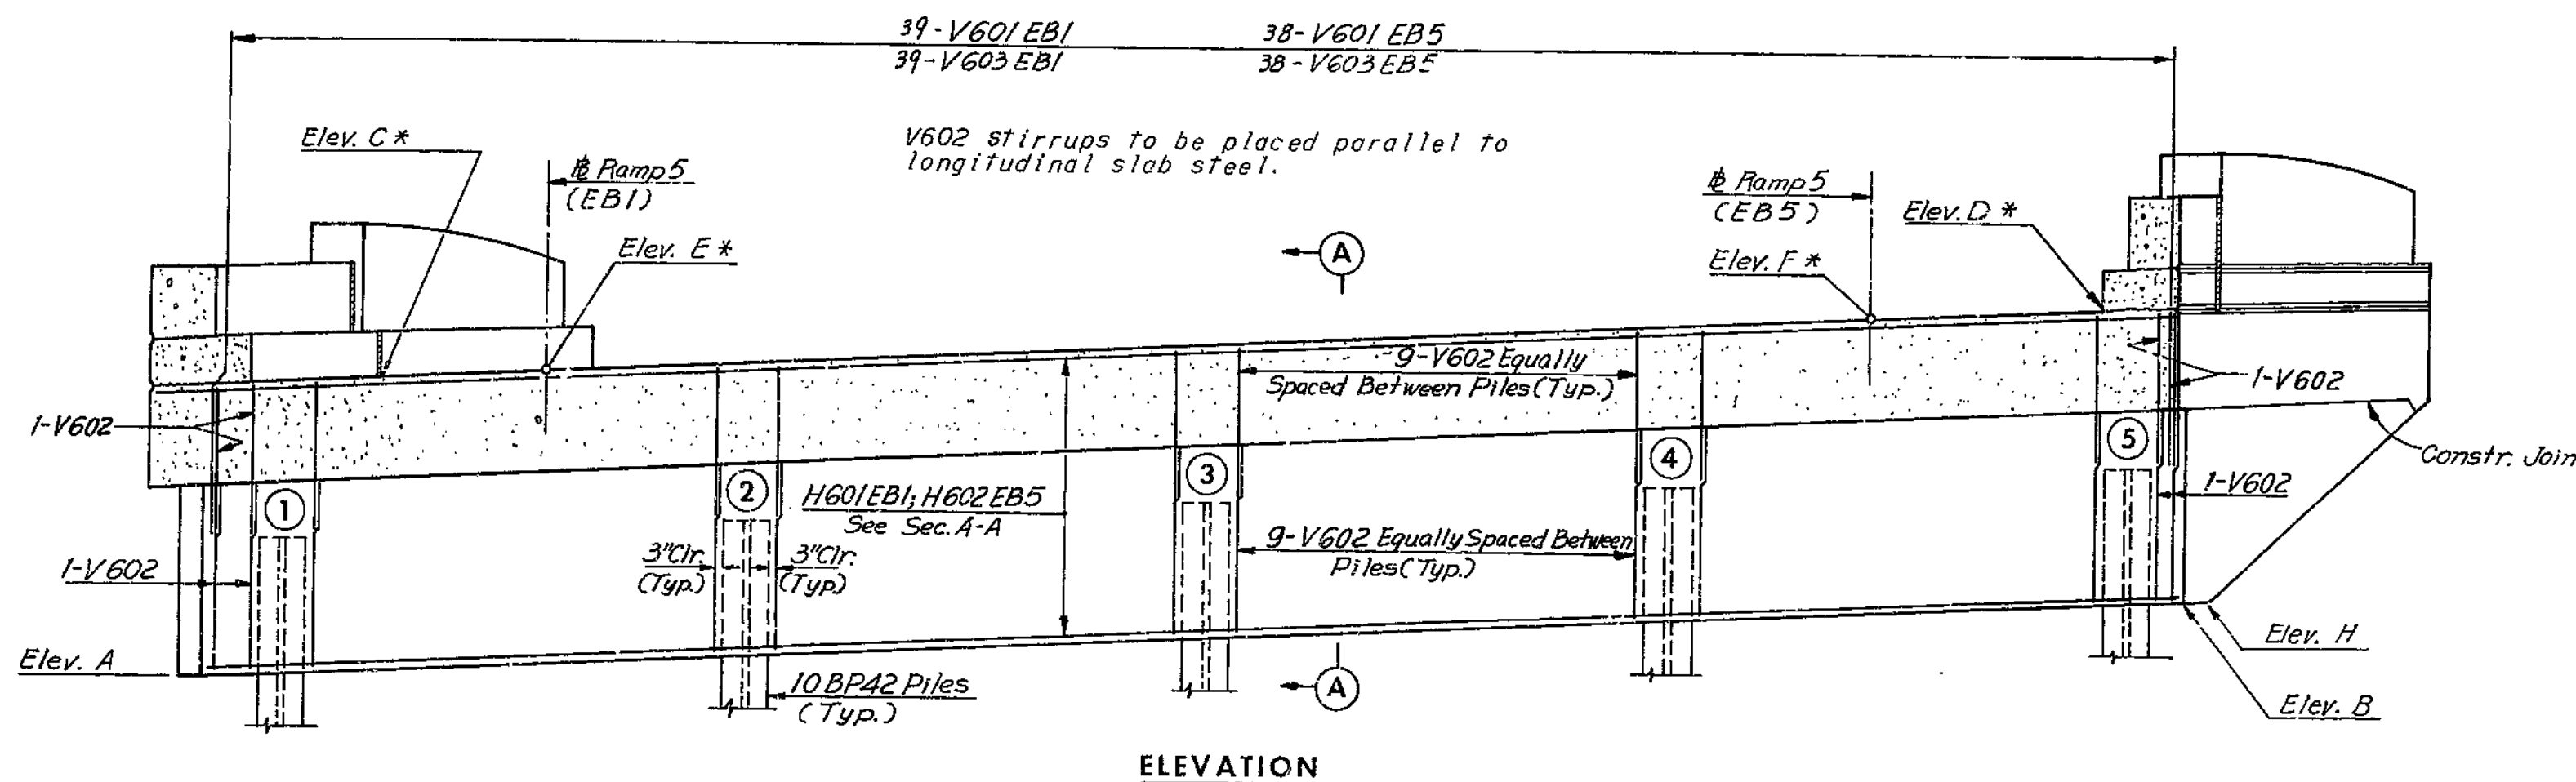 39-V601 EB1 38-V601 EB5
39-V603 EB1 38-V603 EB5
V602 stirrups to be placed parallel to
longitudinal slab steel.
Elev. C*
Ramp 5
(EB1)
Elev. E*
A
Ramp 5
(EB5)
Elev. D*
Elev. F*
9-V602 Equally
Spaced Between Piles (Typ.)
1-V602
1-V602
Constr. Join
1
2
3
4
5
H601EB1; H602EB5
See Sec. A-A
1-V602
3" Clr.
(Typ.)
3" Clr.
(Typ.)
9-V602 Equally Spaced Between
Piles (Typ.)
1-V602
Elev. A
10 BP42 Piles
(Typ.)
A
Elev. H
Elev. B
ELEVATION